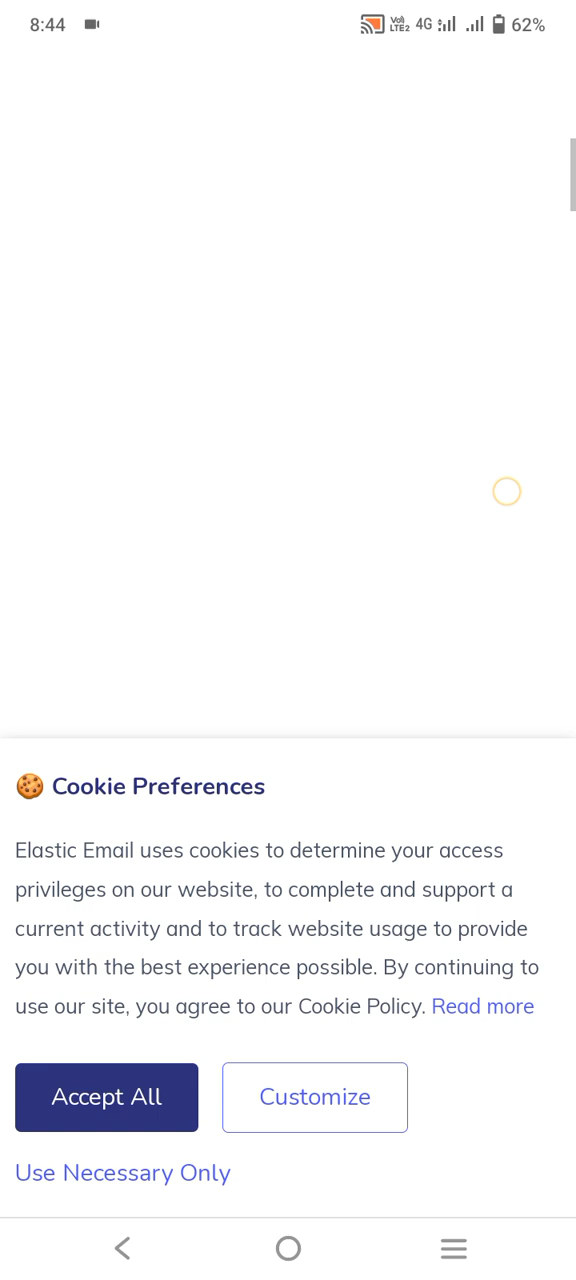 8:44 Vo) LTE2 4G 62%
🍪 Cookie Preferences
Elastic Email uses cookies to determine your access
privileges on our website, to complete and support a
current activity and to track website usage to provide
you with the best experience possible. By continuing to
use our site, you agree to our Cookie Policy. Read more
Accept All Customize
Use Necessary Only